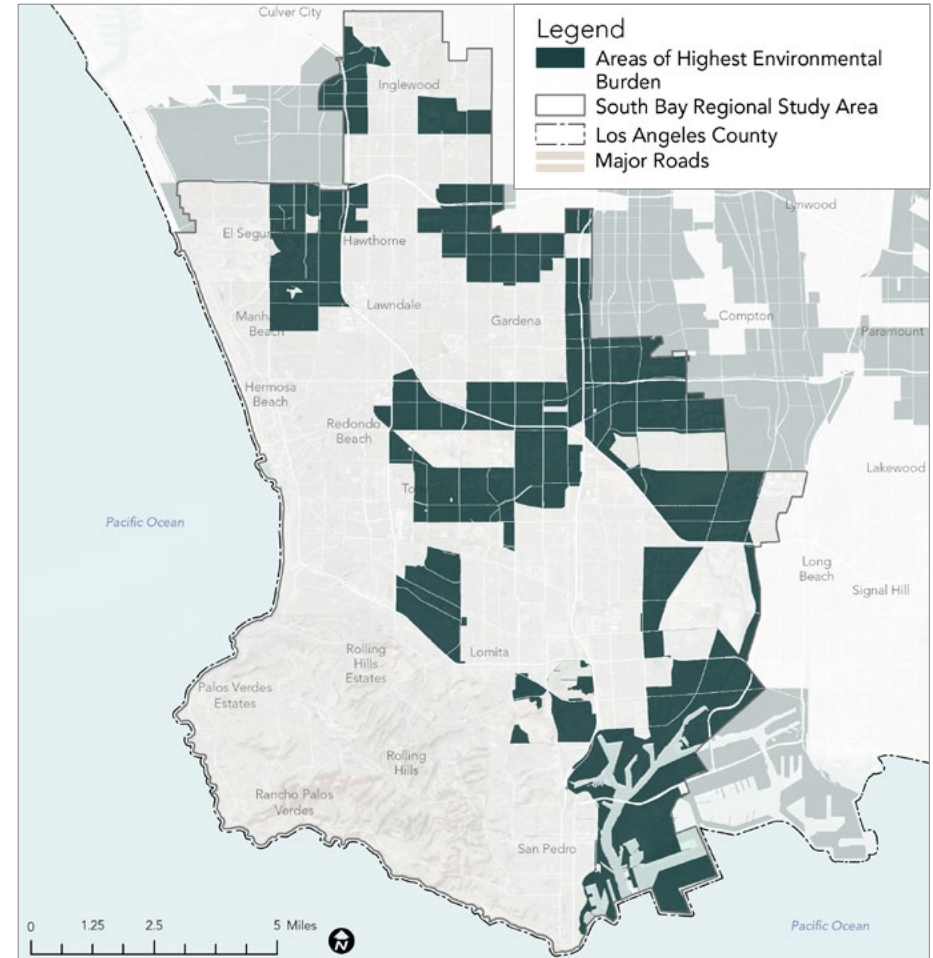 Culver City
Legend
Areas of Highest Environmental
Burden
South Bay Regional Study Area
Los Angeles County
Major Roads
Inglewood
Lynwood
El Segu
Hawthorne
Lawndale
Manha
Beach
Gardena
Compton
Paramount
Hermosa
Beach
Redondo
Beach
Lakewood
To
Pacific Ocean
Long
Beach
Signal Hill
Rolling
Hills
Estates
Lomita
Palos Verdes
Estates
Rolling
Hills
Rancho Palos
Verdes
San Pedro
0 1.25 2.5 5 Miles
N
Pacific Ocean